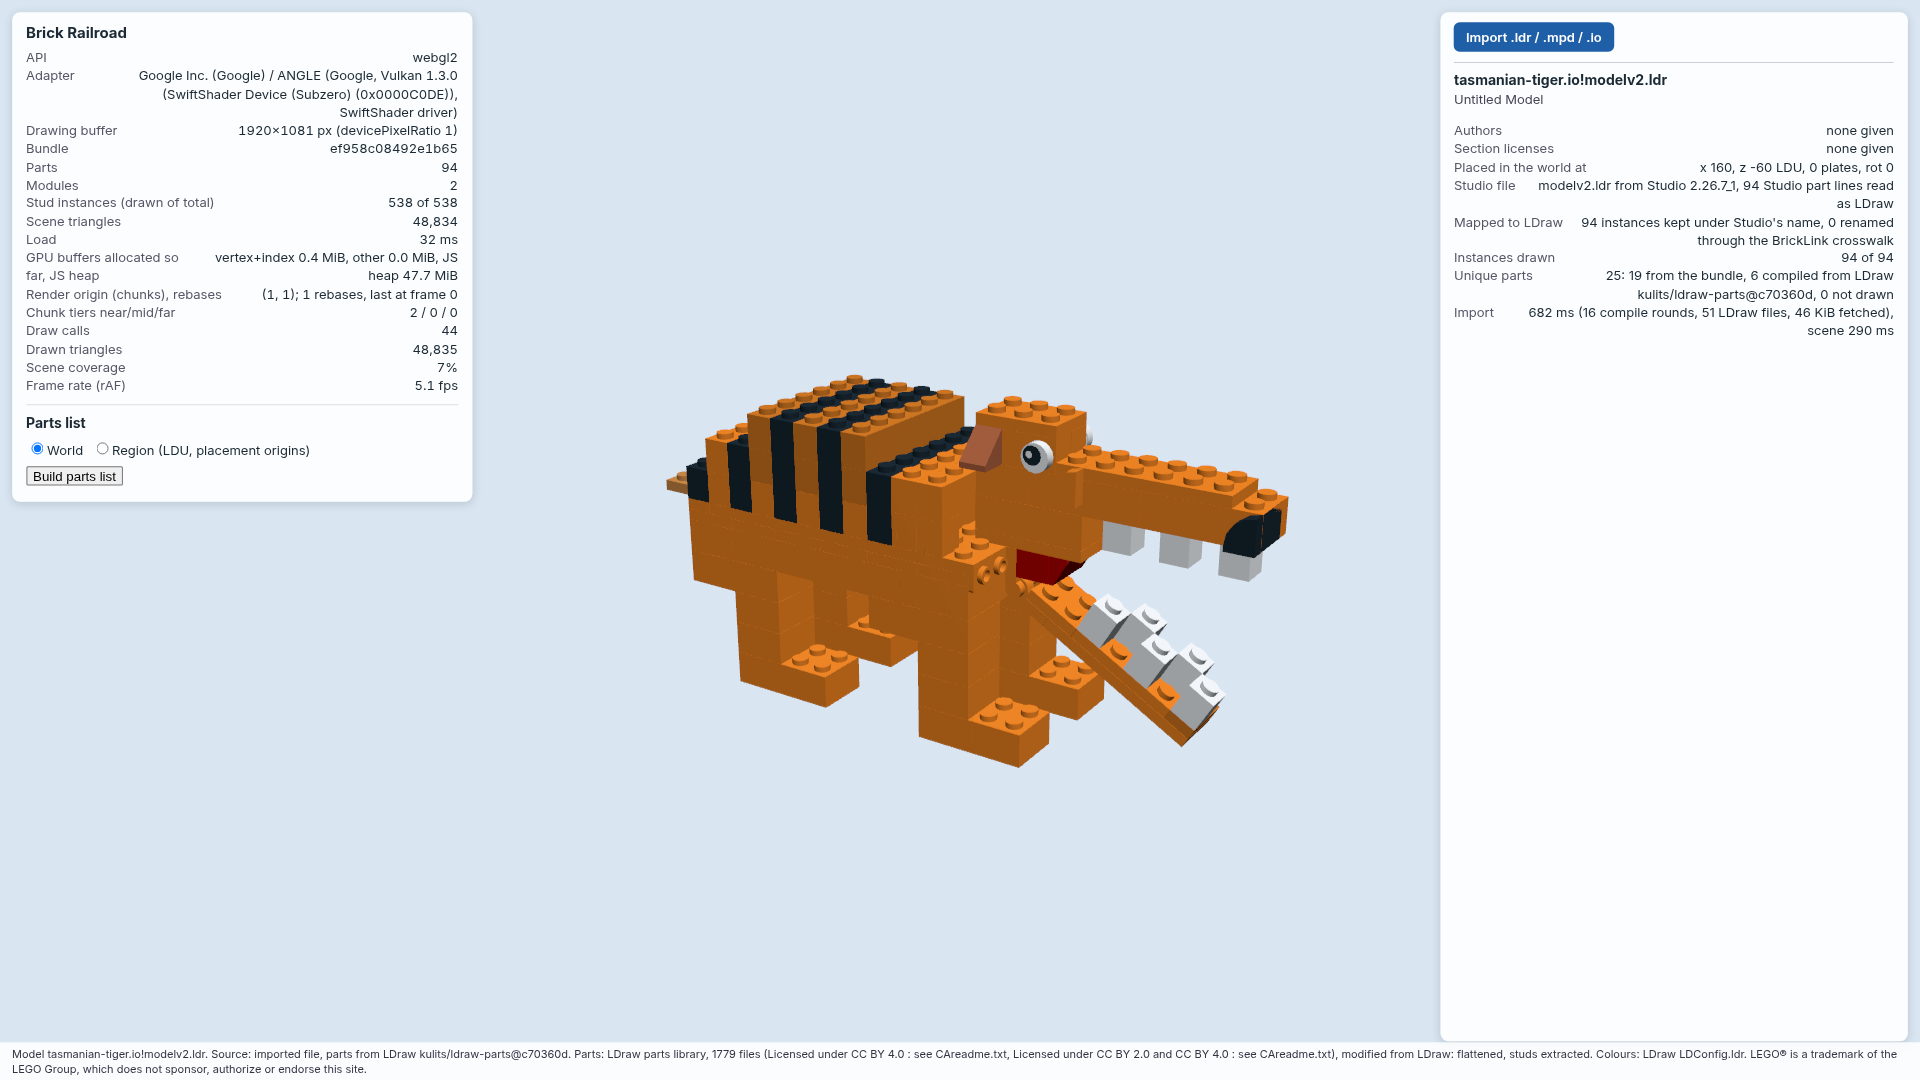 Brick Railroad
API webgl2
Adapter Google Inc. (Google) / ANGLE (Google, Vulkan 1.3.0
(SwiftShader Device (Subzero) (0x0000C0DE)),
SwiftShader driver)
Drawing buffer 1920×1081 px (devicePixelRatio 1)
Bundle ef958c08492e1b65
Parts 94
Modules 2
Stud instances (drawn of total) 538 of 538
Scene triangles 48,834
Load 32 ms
GPU buffers allocated so vertex+index 0.4 MiB, other 0.0 MiB, JS
far, JS heap heap 47.7 MiB
Render origin (chunks), rebases (1, 1); 1 rebases, last at frame 0
Chunk tiers near/mid/far 2 / 0 / 0
Draw calls 44
Drawn triangles 48,835
Scene coverage 7%
Frame rate (rAF) 5.1 fps
Parts list
World Region (LDU, placement origins)
Build parts list
Import .ldr / .mpd / .io
tasmanian-tiger.io!modelv2.ldr
Untitled Model
Authors none given
Section licenses none given
Placed in the world at x 160, z -60 LDU, 0 plates, rot 0
Studio file modelv2.ldr from Studio 2.26.7_1, 94 Studio part lines read
as LDraw
Mapped to LDraw 94 instances kept under Studio's name, 0 renamed
through the BrickLink crosswalk
Instances drawn 94 of 94
Unique parts 25: 19 from the bundle, 6 compiled from LDraw
kulits/ldraw-parts@c70360d, 0 not drawn
Import 682 ms (16 compile rounds, 51 LDraw files, 46 KiB fetched),
scene 290 ms
Model tasmanian-tiger.io!modelv2.ldr. Source: imported file, parts from LDraw kulits/ldraw-parts@c70360d. Parts: LDraw parts library, 1779 files (Licensed under CC BY 4.0 : see CAreadme.txt, Licensed under CC BY 2.0 and CC BY 4.0 : see CAreadme.txt), modified from LDraw: flattened, studs extracted. Colours: LDraw LDConfig.ldr. LEGO® is a trademark of the
LEGO Group, which does not sponsor, authorize or endorse this site.